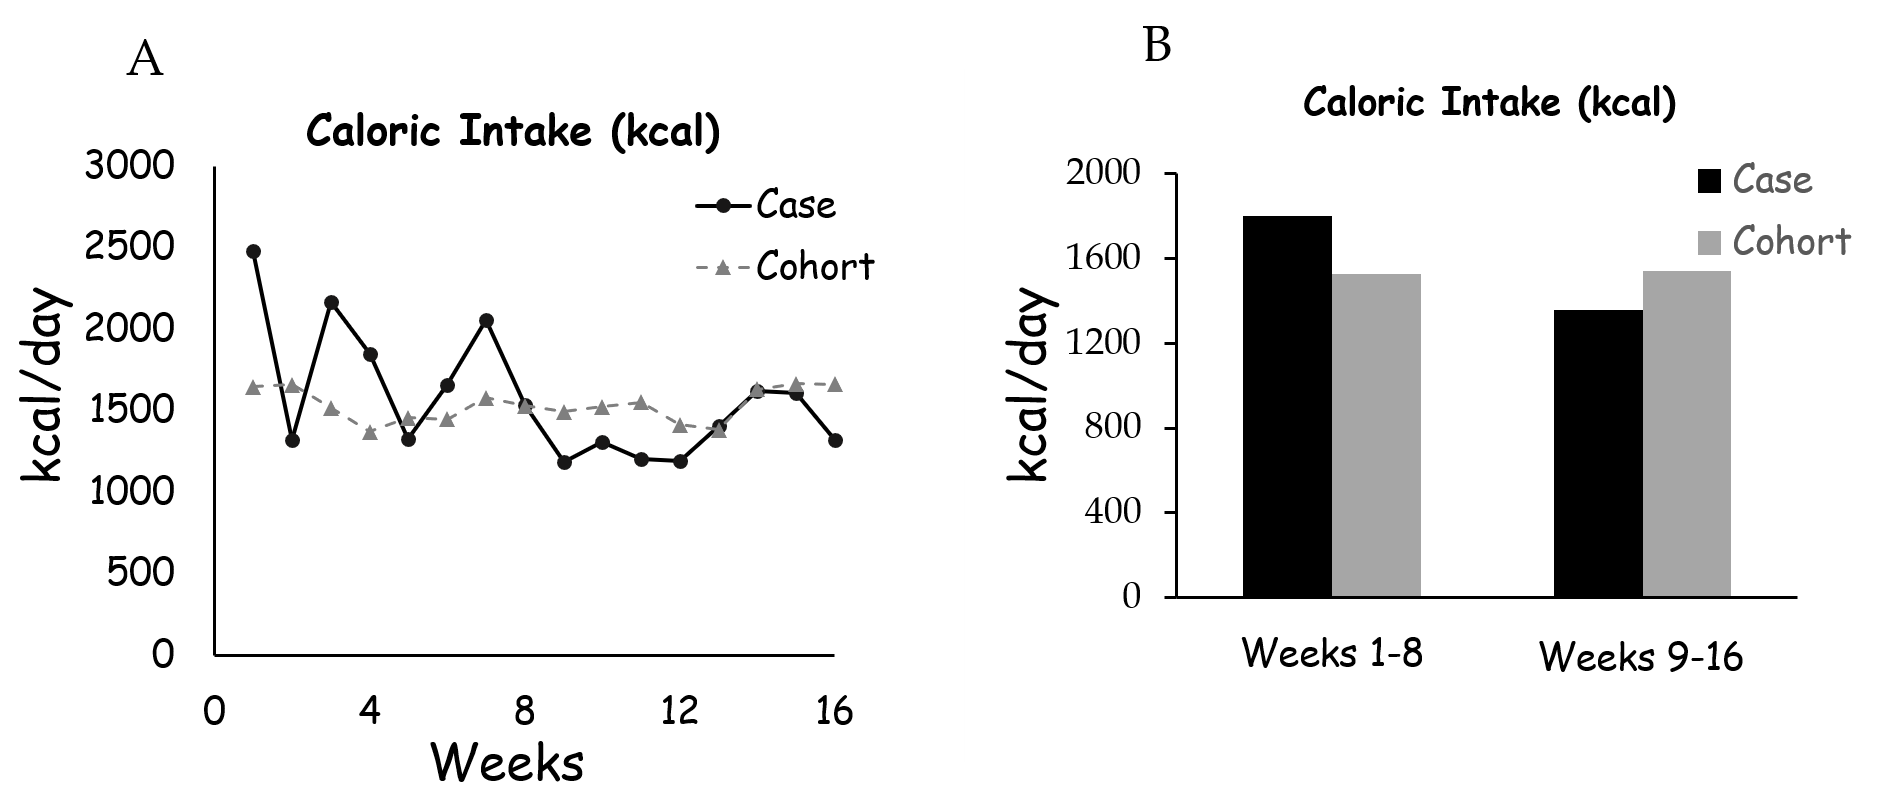 A
Caloric Intake (kcal)
3000
2500
2000
1500
1000
500
0
kcal/day
Case
Cohort
0 4 8 12 16
Weeks
B
Caloric Intake (kcal)
2000
1600
1200
800
400
0
kcal/day
Case
Cohort
Weeks 1-8 Weeks 9-16